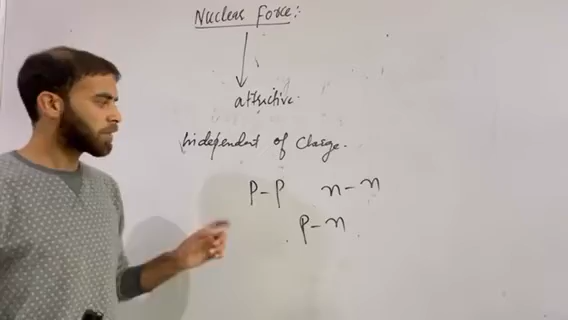 Nuclear force:
attractive.
independent of Charge.
P-P n-n
P-n